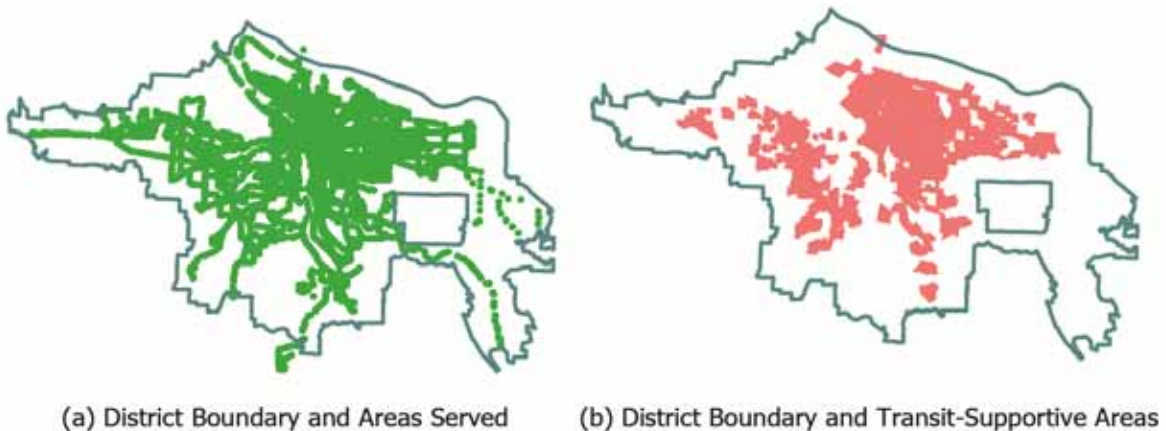 (a) District Boundary and Areas Served
(b) District Boundary and Transit-Supportive Areas